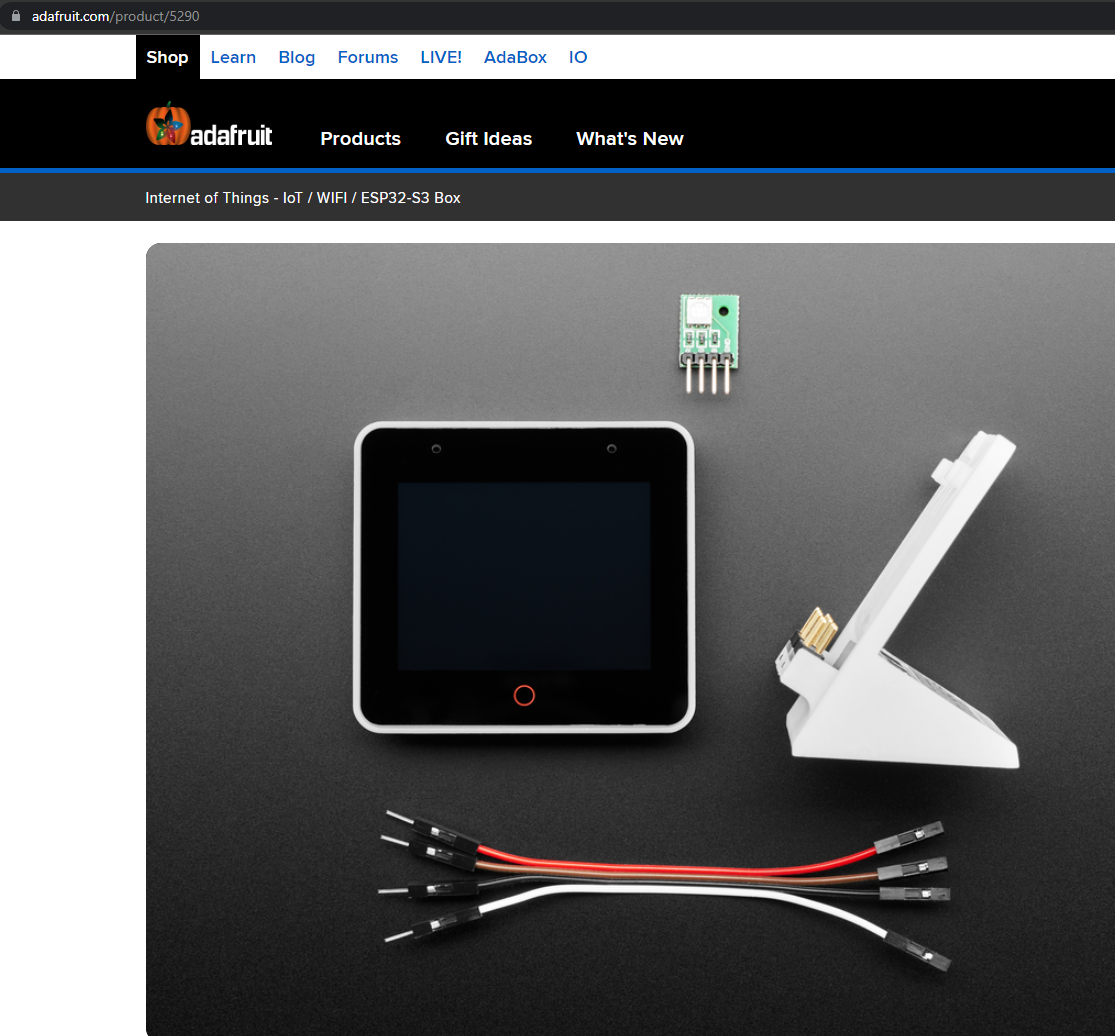 adafruit.com/product/5290
Shop Learn Blog Forums LIVE! AdaBox IO
adafruit Products Gift Ideas What's New
Internet of Things - IoT / WIFI / ESP32-S3 Box